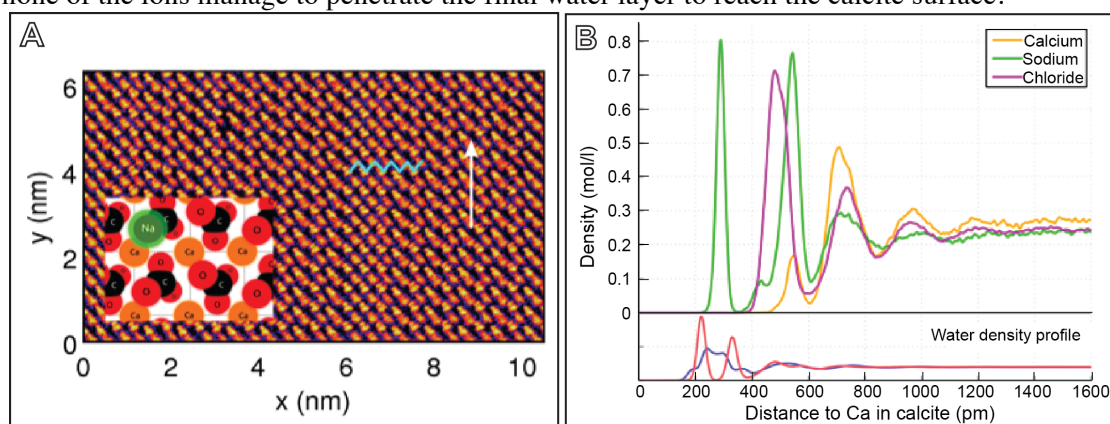 none of the ions manage to penetrate the final water layer to reach the calcite surface?
A
B
6
4
2
0
y (nm)
0 2 4 6 8 10
x (nm)
Na
C
O
Ca
Calcium
Sodium
Chloride
0.8
0.7
0.6
0.5
0.4
0.3
0.2
0.1
0
Density (mol/l)
Water density profile
0 200 400 600 800 1000 1200 1400 1600
Distance to Ca in calcite (pm)